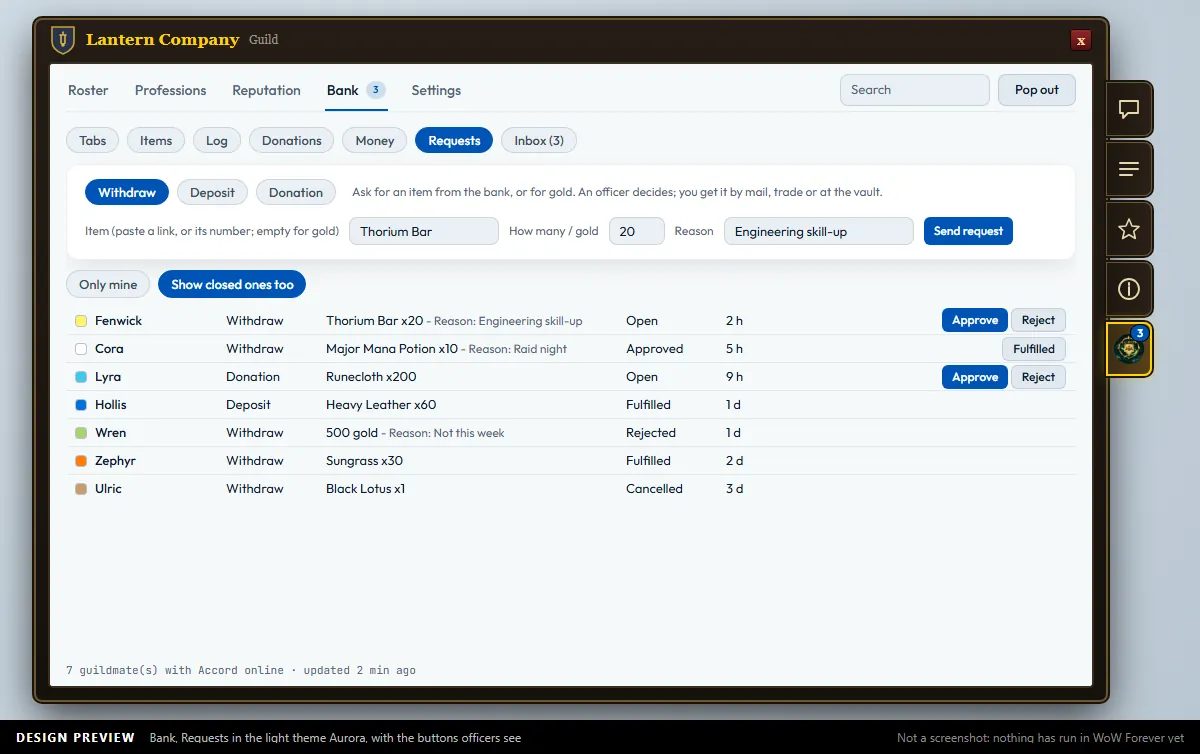 Lantern Company Guild
x
Roster Professions Reputation Bank 3 Settings Search Pop out
Tabs Items Log Donations Money Requests Inbox (3)
Withdraw Deposit Donation Ask for an item from the bank, or for gold. An officer decides; you get it by mail, trade or at the vault.
Item (paste a link, or its number; empty for gold) Thorium Bar How many / gold 20 Reason Engineering skill-up Send request
Only mine Show closed ones too
Fenwick Withdraw Thorium Bar x20 - Reason: Engineering skill-up Open 2 h Approve Reject
3
Cora Withdraw Major Mana Potion x10 - Reason: Raid night Approved 5 h Fulfilled
Lyra Donation Runecloth x200 Open 9 h Approve Reject
Hollis Deposit Heavy Leather x60 Fulfilled 1 d
Wren Withdraw 500 gold - Reason: Not this week Rejected 1 d
Zephyr Withdraw Sungrass x30 Fulfilled 2 d
Ulric Withdraw Black Lotus x1 Cancelled 3 d
7 guildmate(s) with Accord online · updated 2 min ago
DESIGN PREVIEW Bank, Requests in the light theme Aurora, with the buttons officers see Not a screenshot: nothing has run in WoW Forever yet